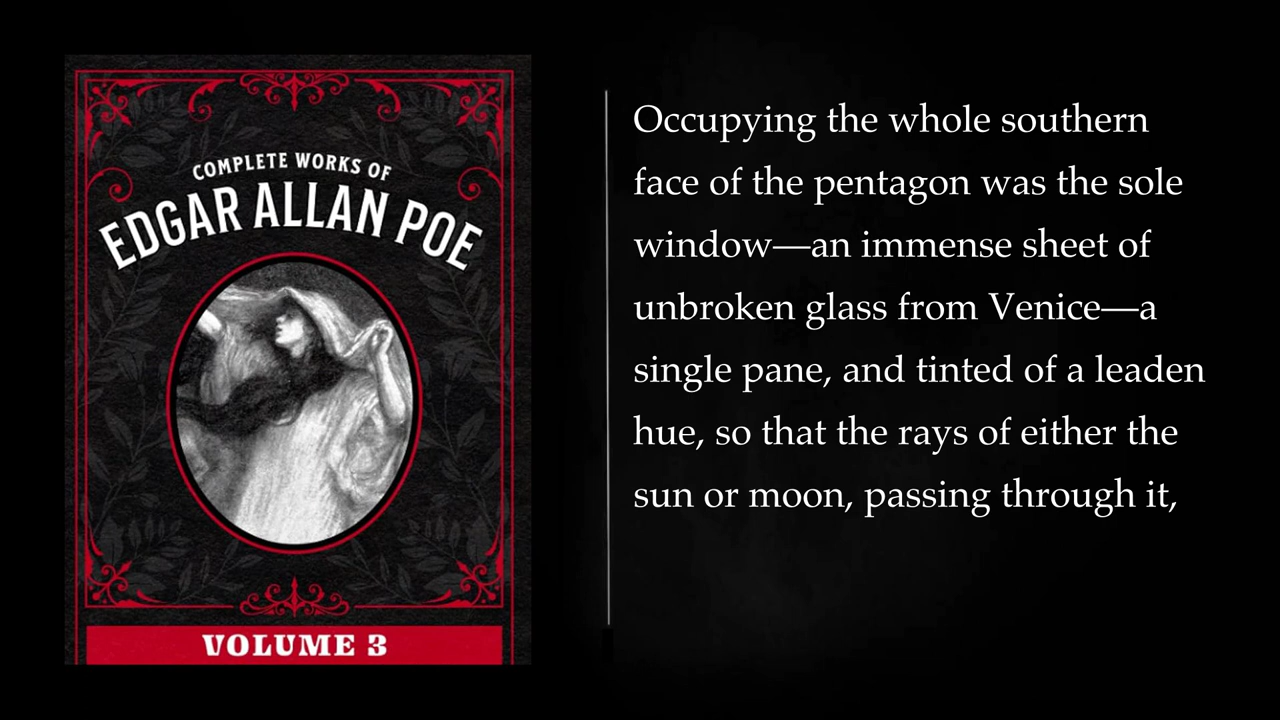 COMPLETE WORKS OF
EDGAR ALLAN POE
VOLUME 3
Occupying the whole southern
face of the pentagon was the sole
window—an immense sheet of
unbroken glass from Venice—a
single pane, and tinted of a leaden
hue, so that the rays of either the
sun or moon, passing through it,